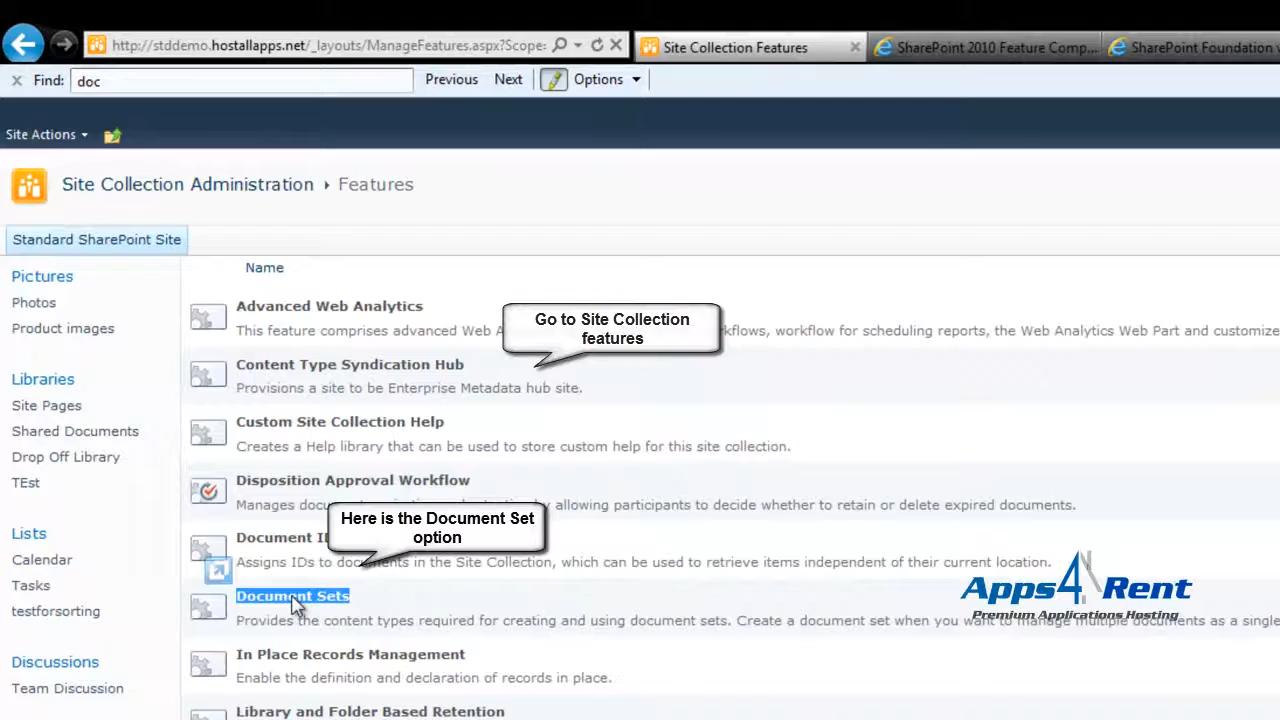 http://stddemo.hostallapps.net/_layouts/ManageFeatures.aspx?Scope:
Site Collection Features
SharePoint 2010 Feature Comp...
SharePoint Foundation
Find: doc
Previous
Next
Options
Site Actions
Site Collection Administration
Features
Standard SharePoint Site
Pictures
Photos
Product images
Libraries
Site Pages
Shared Documents
Drop Off Library
TEst
Lists
Calendar
Tasks
testforsorting
Discussions
Team Discussion
Name
Advanced Web Analytics
This feature comprises advanced Web workflows, workflow for scheduling reports, the Web Analytics Web Part and customize
Go to Site Collection
features
Content Type Syndication Hub
Provisions a site to be Enterprise Metadata hub site.
Custom Site Collection Help
Creates a Help library that can be used to store custom help for this site collection.
Disposition Approval Workflow
Manages by allowing participants to decide whether to retain or delete expired documents.
Here is the Document Set
option
Document
Assigns IDs to documents in the Site Collection, which can be used to retrieve items independent of their current location.
Document Sets
Provides the content types required for creating and using document sets. Create a document set when you want to manage multiple documents as a single
In Place Records Management
Enable the definition and declaration of records in place.
Library and Folder Based Retention
Apps4Rent
Premium Applications Hosting